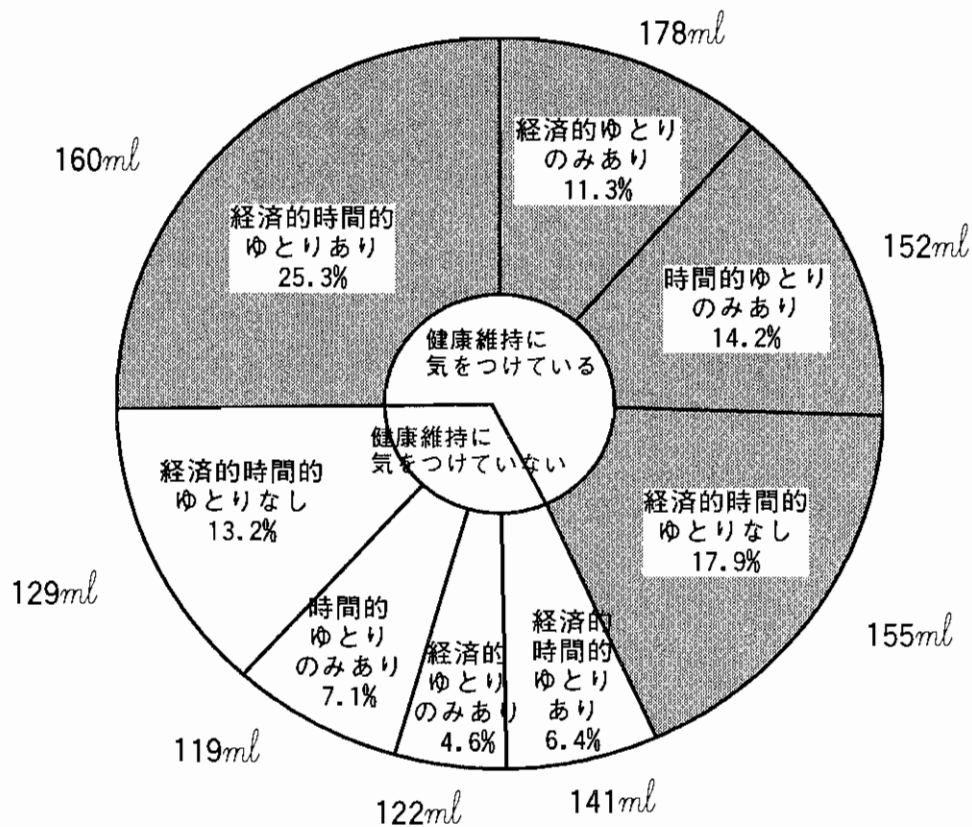 178ml
経済的ゆとり
のみあり
11.3%
160ml
経済的時間的
ゆとりあり
25.3%
152ml
時間的ゆとり
のみあり
14.2%
健康維持に
気をつけている
健康維持に
気をつけていない
経済的時間的
ゆとりなし
13.2%
経済的時間的
ゆとりなし
17.9%
129ml
時間的
ゆとり
のみあり
7.1%
経済的
ゆとり
のみあり
4.6%
経済的
時間的
ゆとり
あり
6.4%
155ml
119ml
122ml
141ml